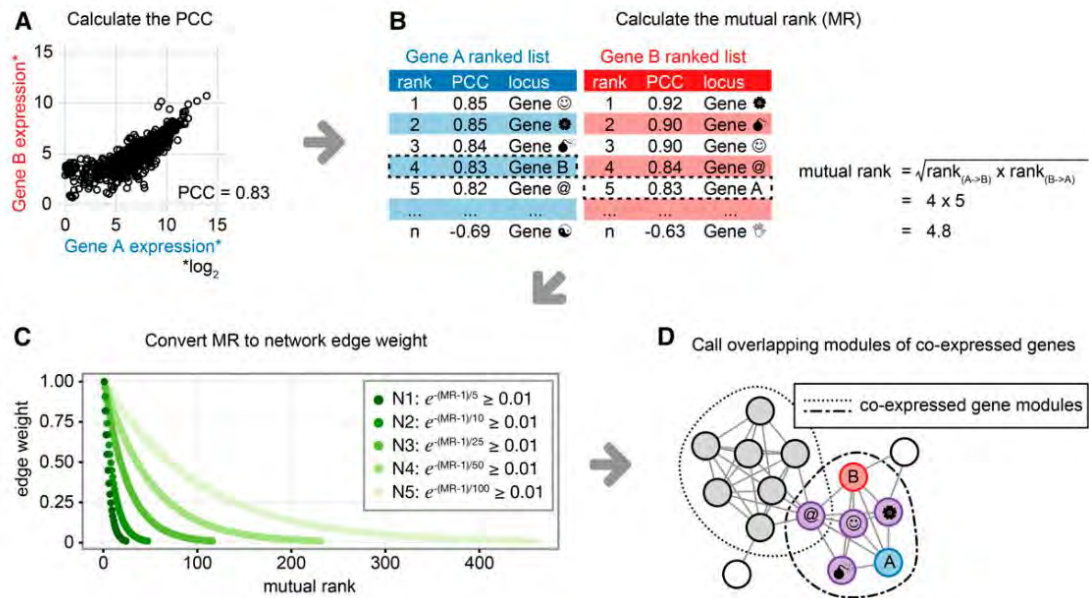 A Calculate the PCC
15
10
5
0
Gene B expression*
PCC = 0.83
0 5 10 15
Gene A expression*
*log2
B Calculate the mutual rank (MR)
Gene A ranked list Gene B ranked list
rank PCC locus rank PCC locus
1 0.85 Gene ☺ 1 0.92 Gene
2 0.85 Gene 2 0.90 Gene 💣
3 0.84 Gene 💣 3 0.90 Gene ☺
4 0.83 Gene B 4 0.84 Gene @
5 0.82 Gene @ 5 0.83 Gene A
... ... ... ... ... ...
n -0.69 Gene ☯ n -0.63 Gene
mutual rank = √rank(A->B) x rank(B->A)
= 4 x 5
= 4.8
C Convert MR to network edge weight
1.00
0.75
0.50
0.25
0
edge weight
N1: e-(MR-1)/5 ≥ 0.01
N2: e-(MR-1)/10 ≥ 0.01
N3: e-(MR-1)/25 ≥ 0.01
N4: e-(MR-1)/50 ≥ 0.01
N5: e-(MR-1)/100 ≥ 0.01
0 100 200 300 400
mutual rank
D Call overlapping modules of co-expressed genes
co-expressed gene modules
B
@ ☺
A
💣